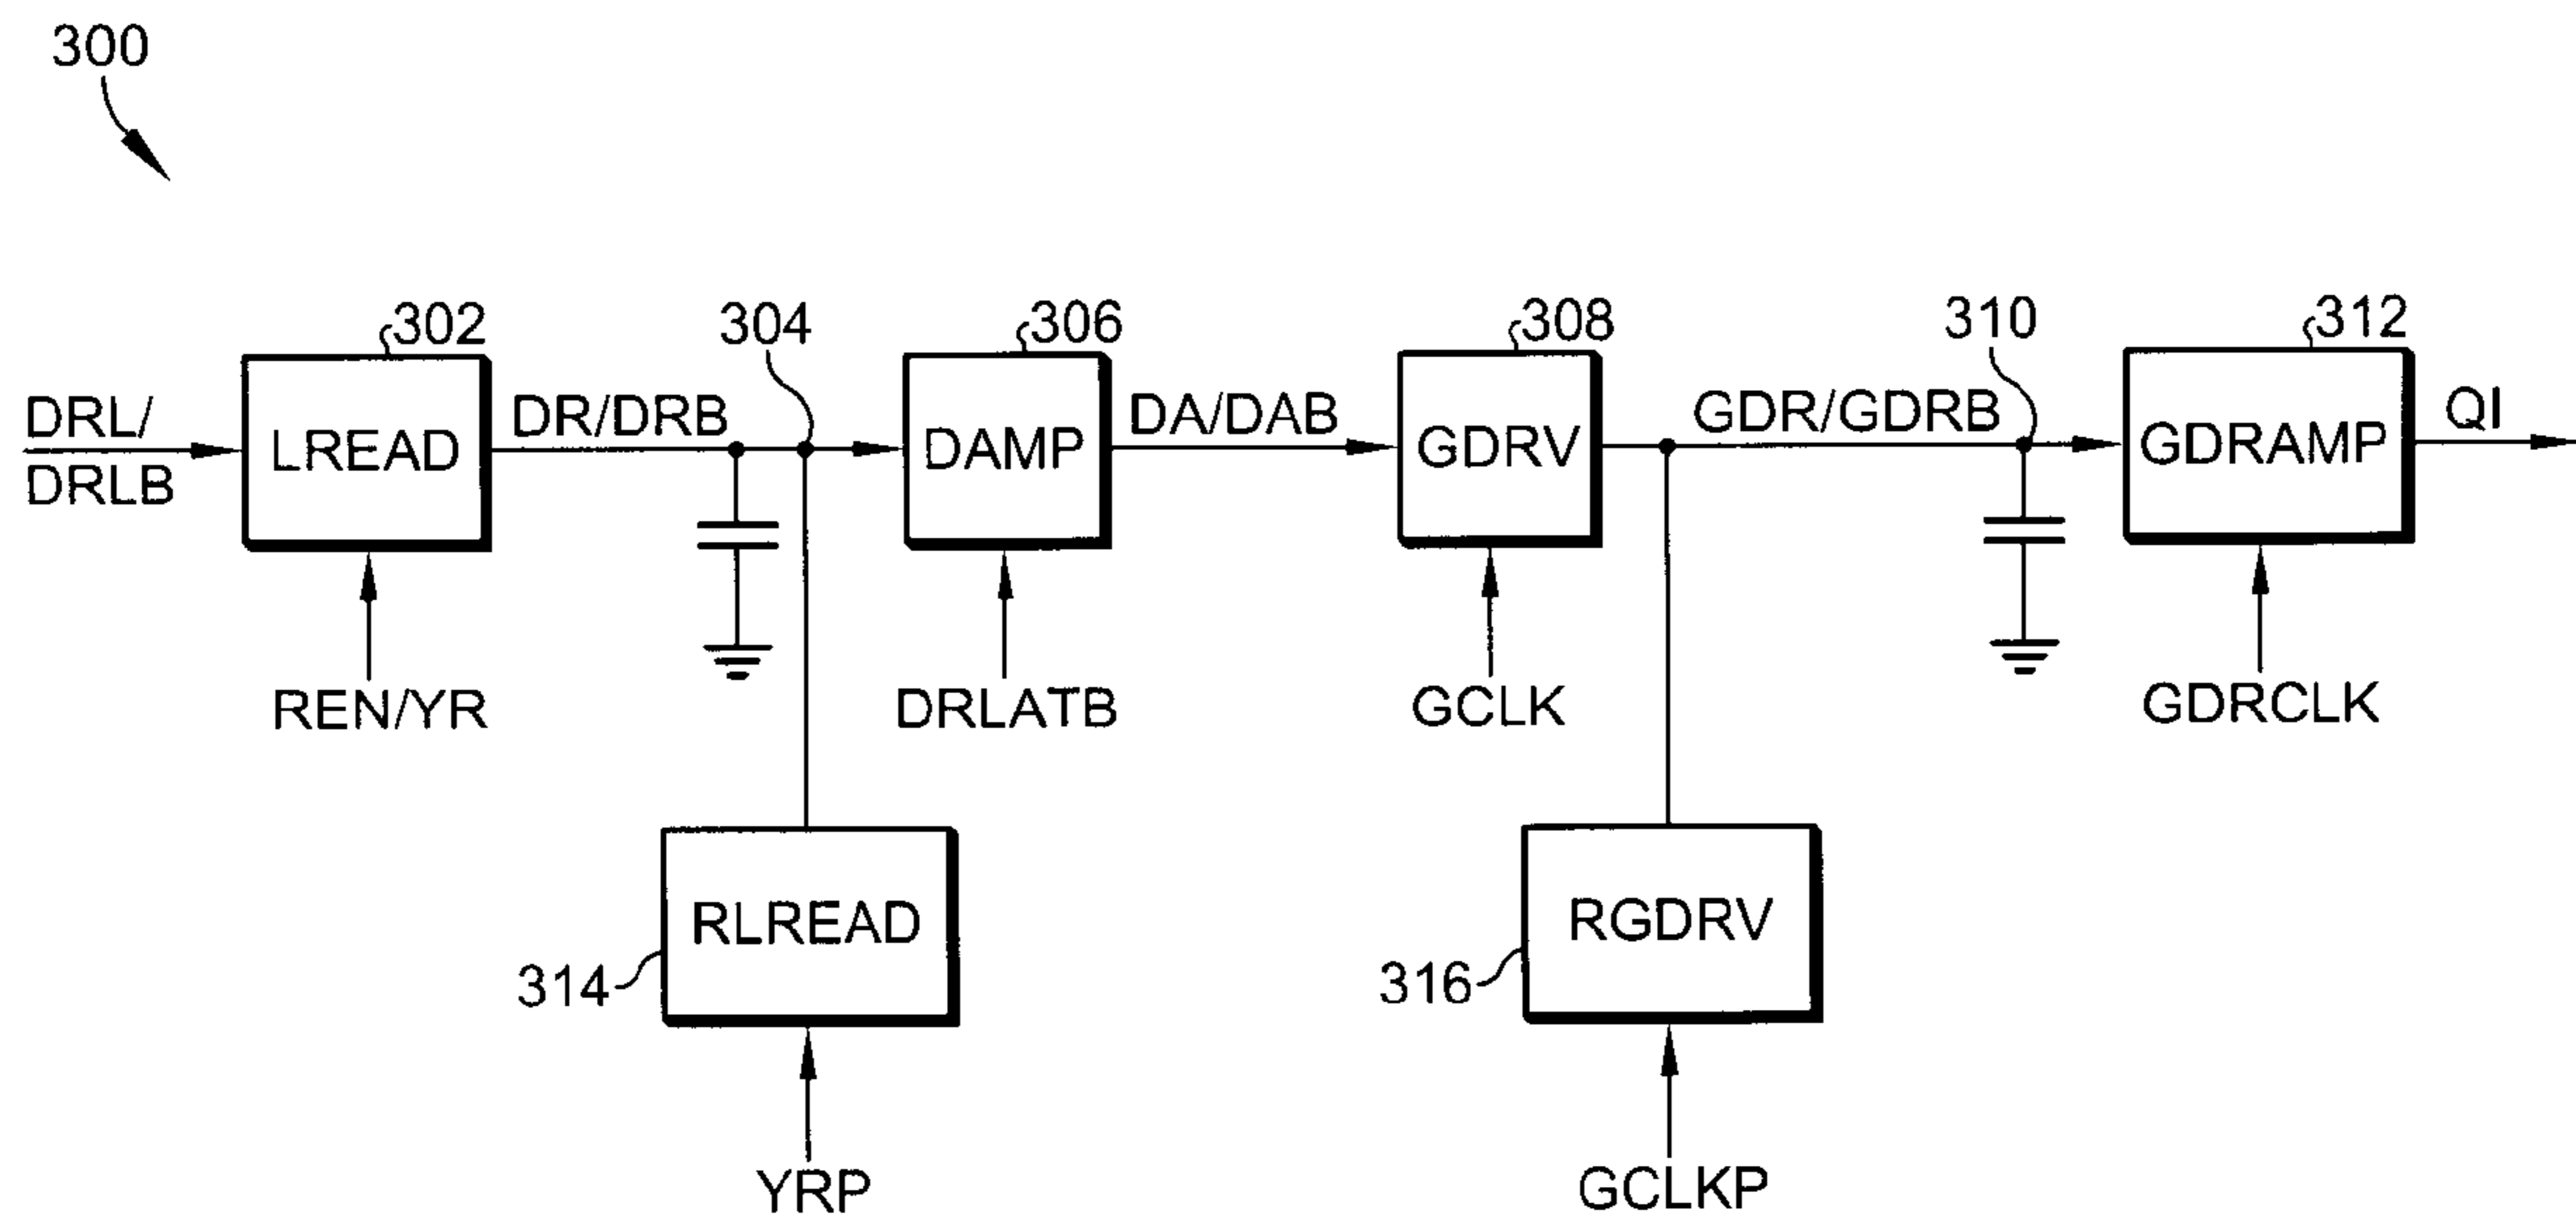 300
302
304
306
308
310
312
DRL/
DRLB
LREAD
DR/DRB
DAMP
DA/DAB
GDRV
GDR/GDRB
GDRAMP
QI
REN/YR
DRLATB
GCLK
GDRCLK
RLREAD
RGDRV
314
316
YRP
GCLKP